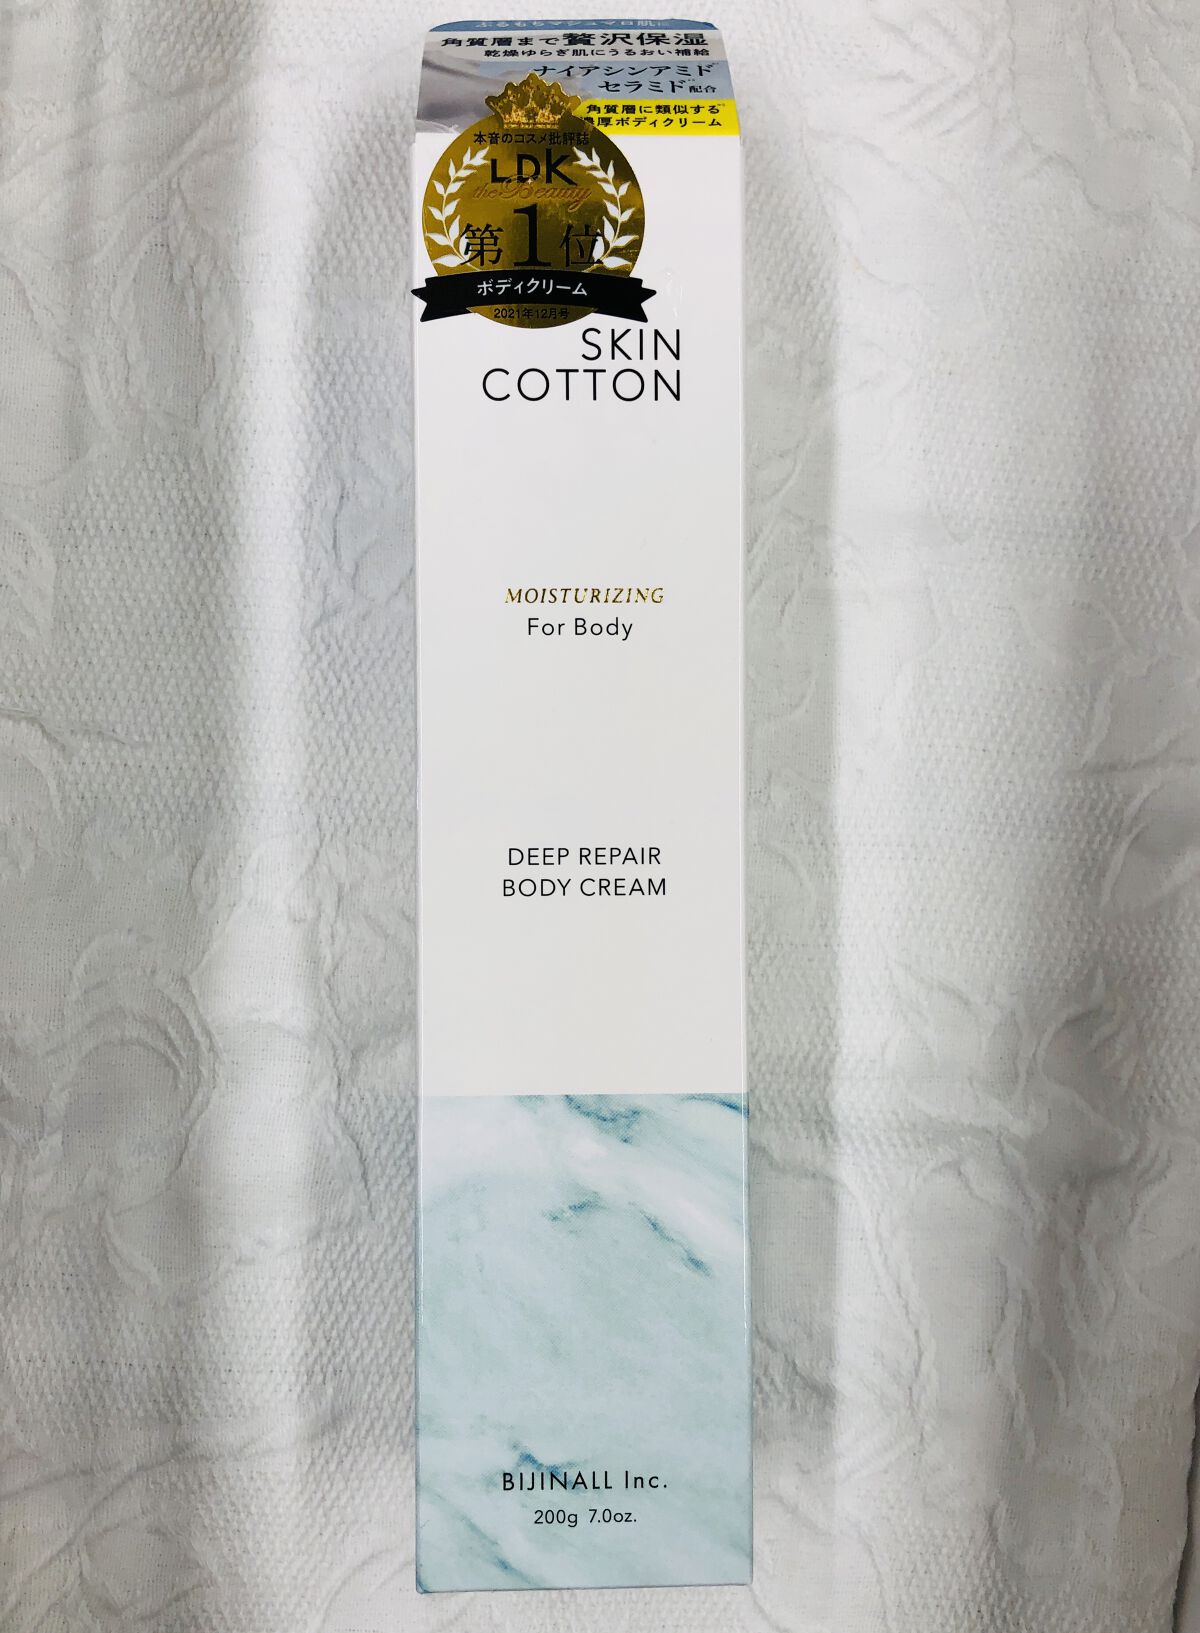 ぷるもちマシュマロ肌に
角質層まで贅沢保湿
乾燥ゆらぎ肌にうるおい補給
ナイアシンアミド
セラミド配合
角質層に類似する
濃厚ボディクリーム
本音のコスメ批評誌
LDK
the Beauty
第1位
ボディクリーム
2021年12月号
SKIN
COTTON
MOISTURIZING
For Body
DEEP REPAIR
BODY CREAM
BIJINALL Inc.
200g 7.0oz.